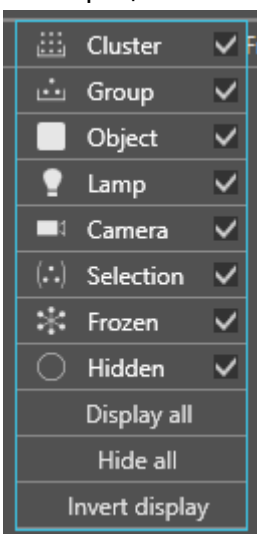 Cluster
Group
Object
Lamp
Camera
Selection
Frozen
Hidden
Display all
Hide all
Invert display